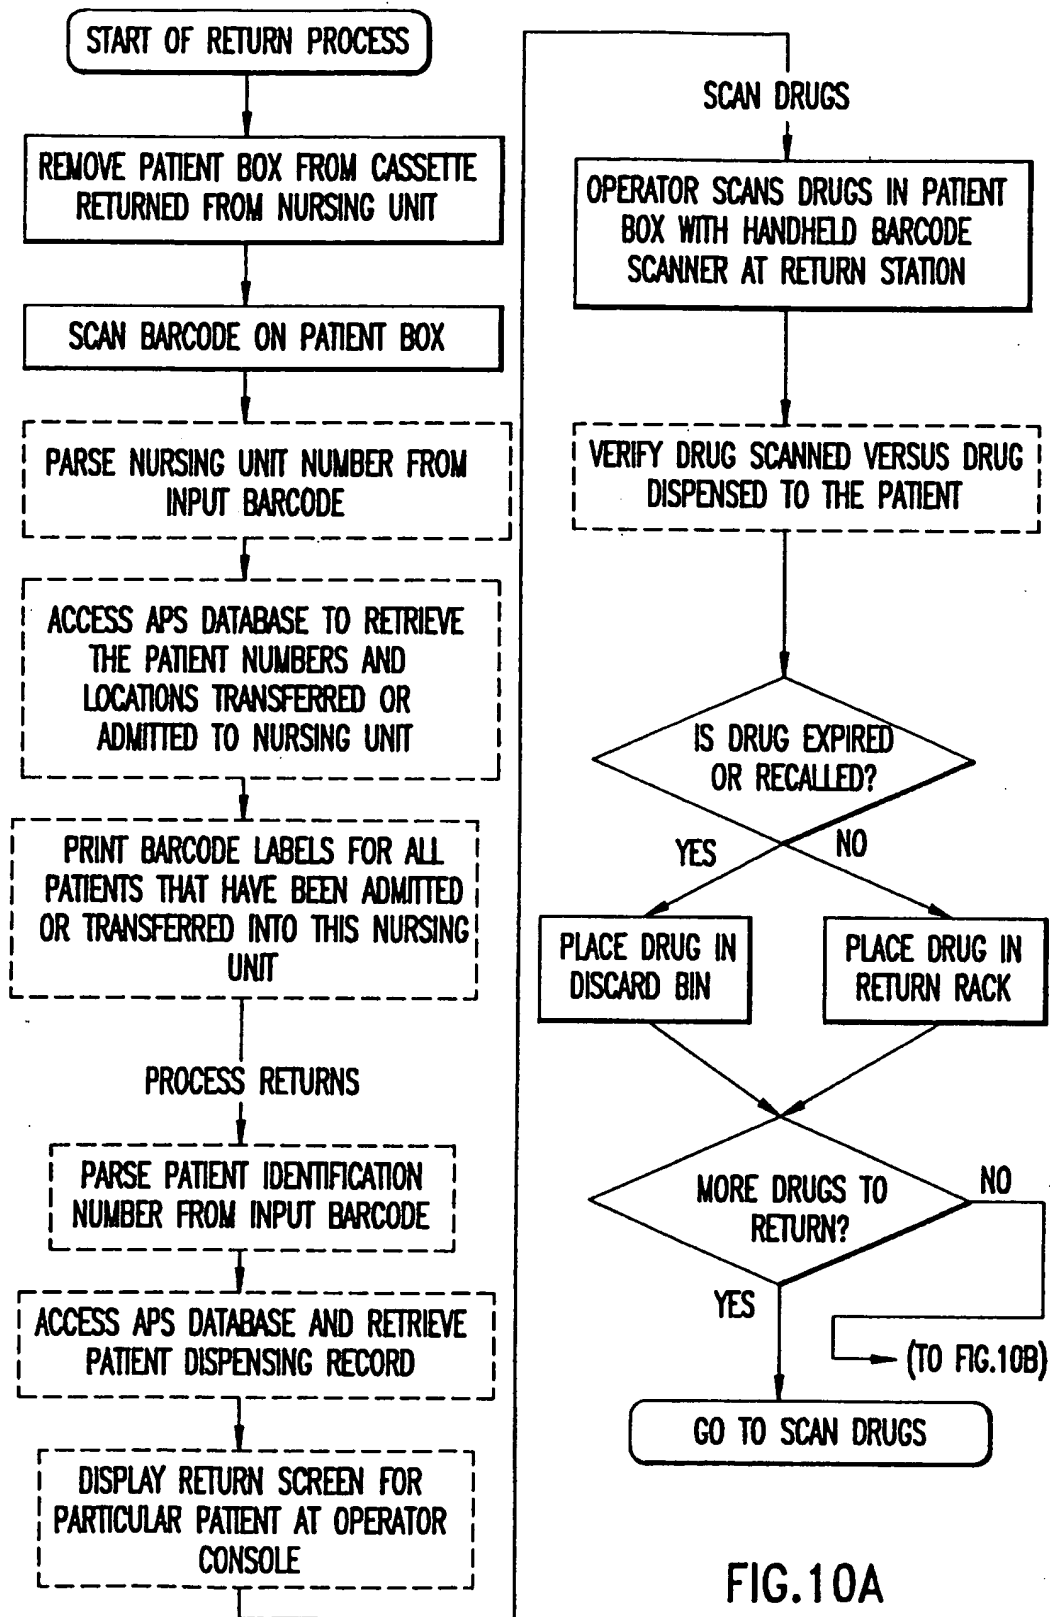 START OF RETURN PROCESS
REMOVE PATIENT BOX FROM CASSETTE
RETURNED FROM NURSING UNIT
SCAN BARCODE ON PATIENT BOX
PARSE NURSING UNIT NUMBER FROM
INPUT BARCODE
ACCESS APS DATABASE TO RETRIEVE
THE PATIENT NUMBERS AND
LOCATIONS TRANSFERRED OR
ADMITTED TO NURSING UNIT
PRINT BARCODE LABELS FOR ALL
PATIENTS THAT HAVE BEEN ADMITTED
OR TRANSFERRED INTO THIS NURSING
UNIT
PROCESS RETURNS
PARSE PATIENT IDENTIFICATION
NUMBER FROM INPUT BARCODE
ACCESS APS DATABASE AND RETRIEVE
PATIENT DISPENSING RECORD
DISPLAY RETURN SCREEN FOR
PARTICULAR PATIENT AT OPERATOR
CONSOLE
SCAN DRUGS
OPERATOR SCANS DRUGS IN PATIENT
BOX WITH HANDHELD BARCODE
SCANNER AT RETURN STATION
VERIFY DRUG SCANNED VERSUS DRUG
DISPENSED TO THE PATIENT
IS DRUG EXPIRED
OR RECALLED?
YES
NO
PLACE DRUG IN
DISCARD BIN
PLACE DRUG IN
RETURN RACK
MORE DRUGS TO
RETURN?
NO
YES
(TO FIG.10B)
GO TO SCAN DRUGS
FIG.10A